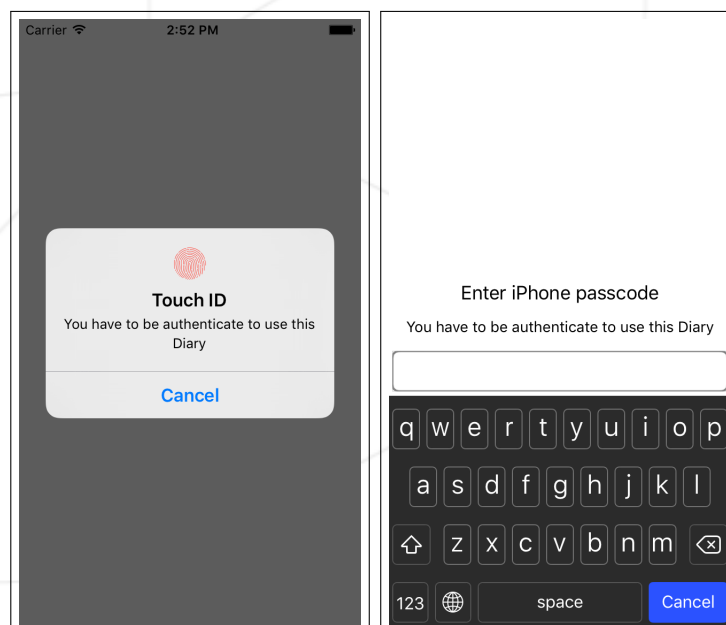 Carrier 2:52 PM
Touch ID
You have to be authenticate to use this
Diary
Cancel
Enter iPhone passcode
You have to be authenticate to use this Diary
q w e r t y u i o p
a s d f g h j k l
z x c v b n m
123 space Cancel